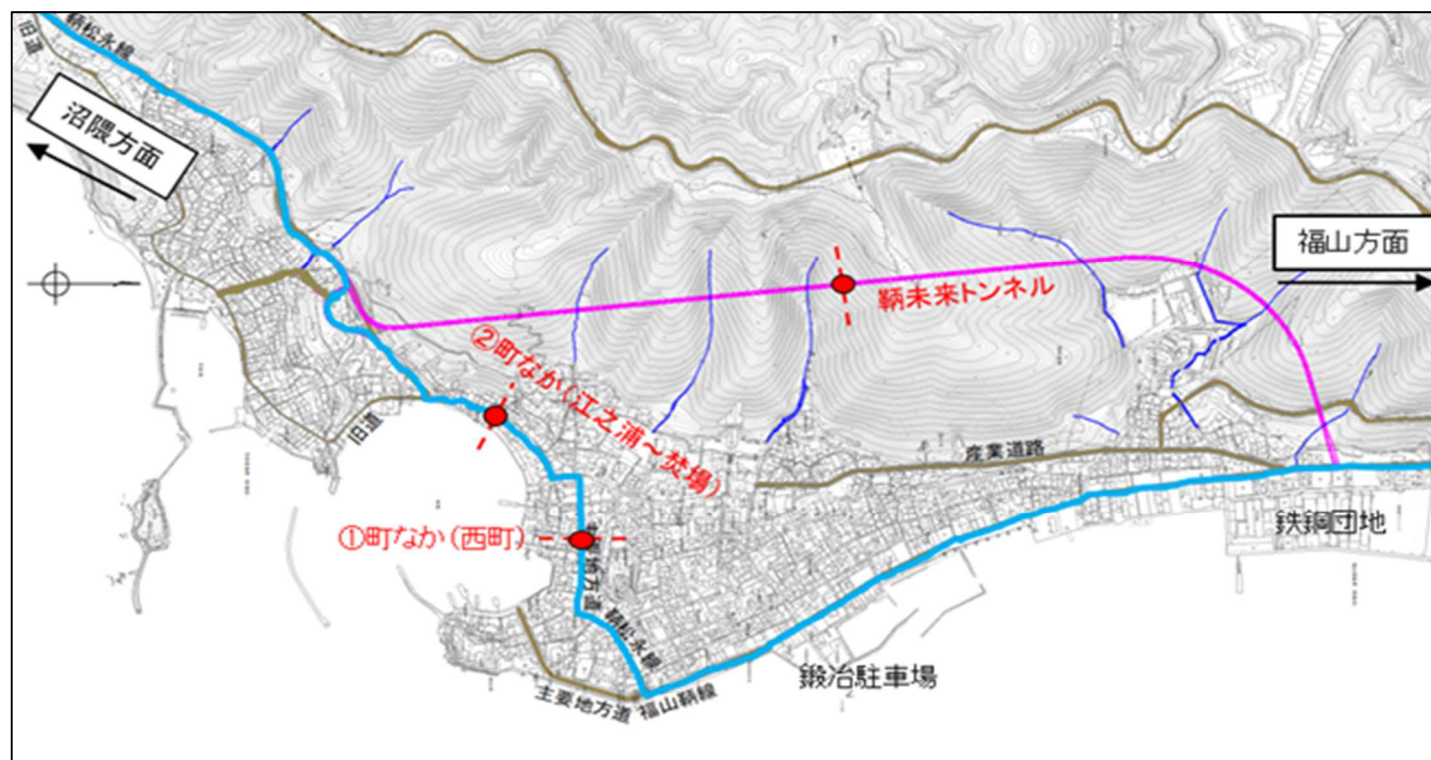 鞆松永線
旧道
沼隈方面
福山方面
鞆未来トンネル
②町なか(江之浦～焚場)
旧道
産業道路
①町なか(西町)
主要地方道
鞆松永線
鉄鋼団地
鍛冶駐車場
主要地方道 福山鞆線